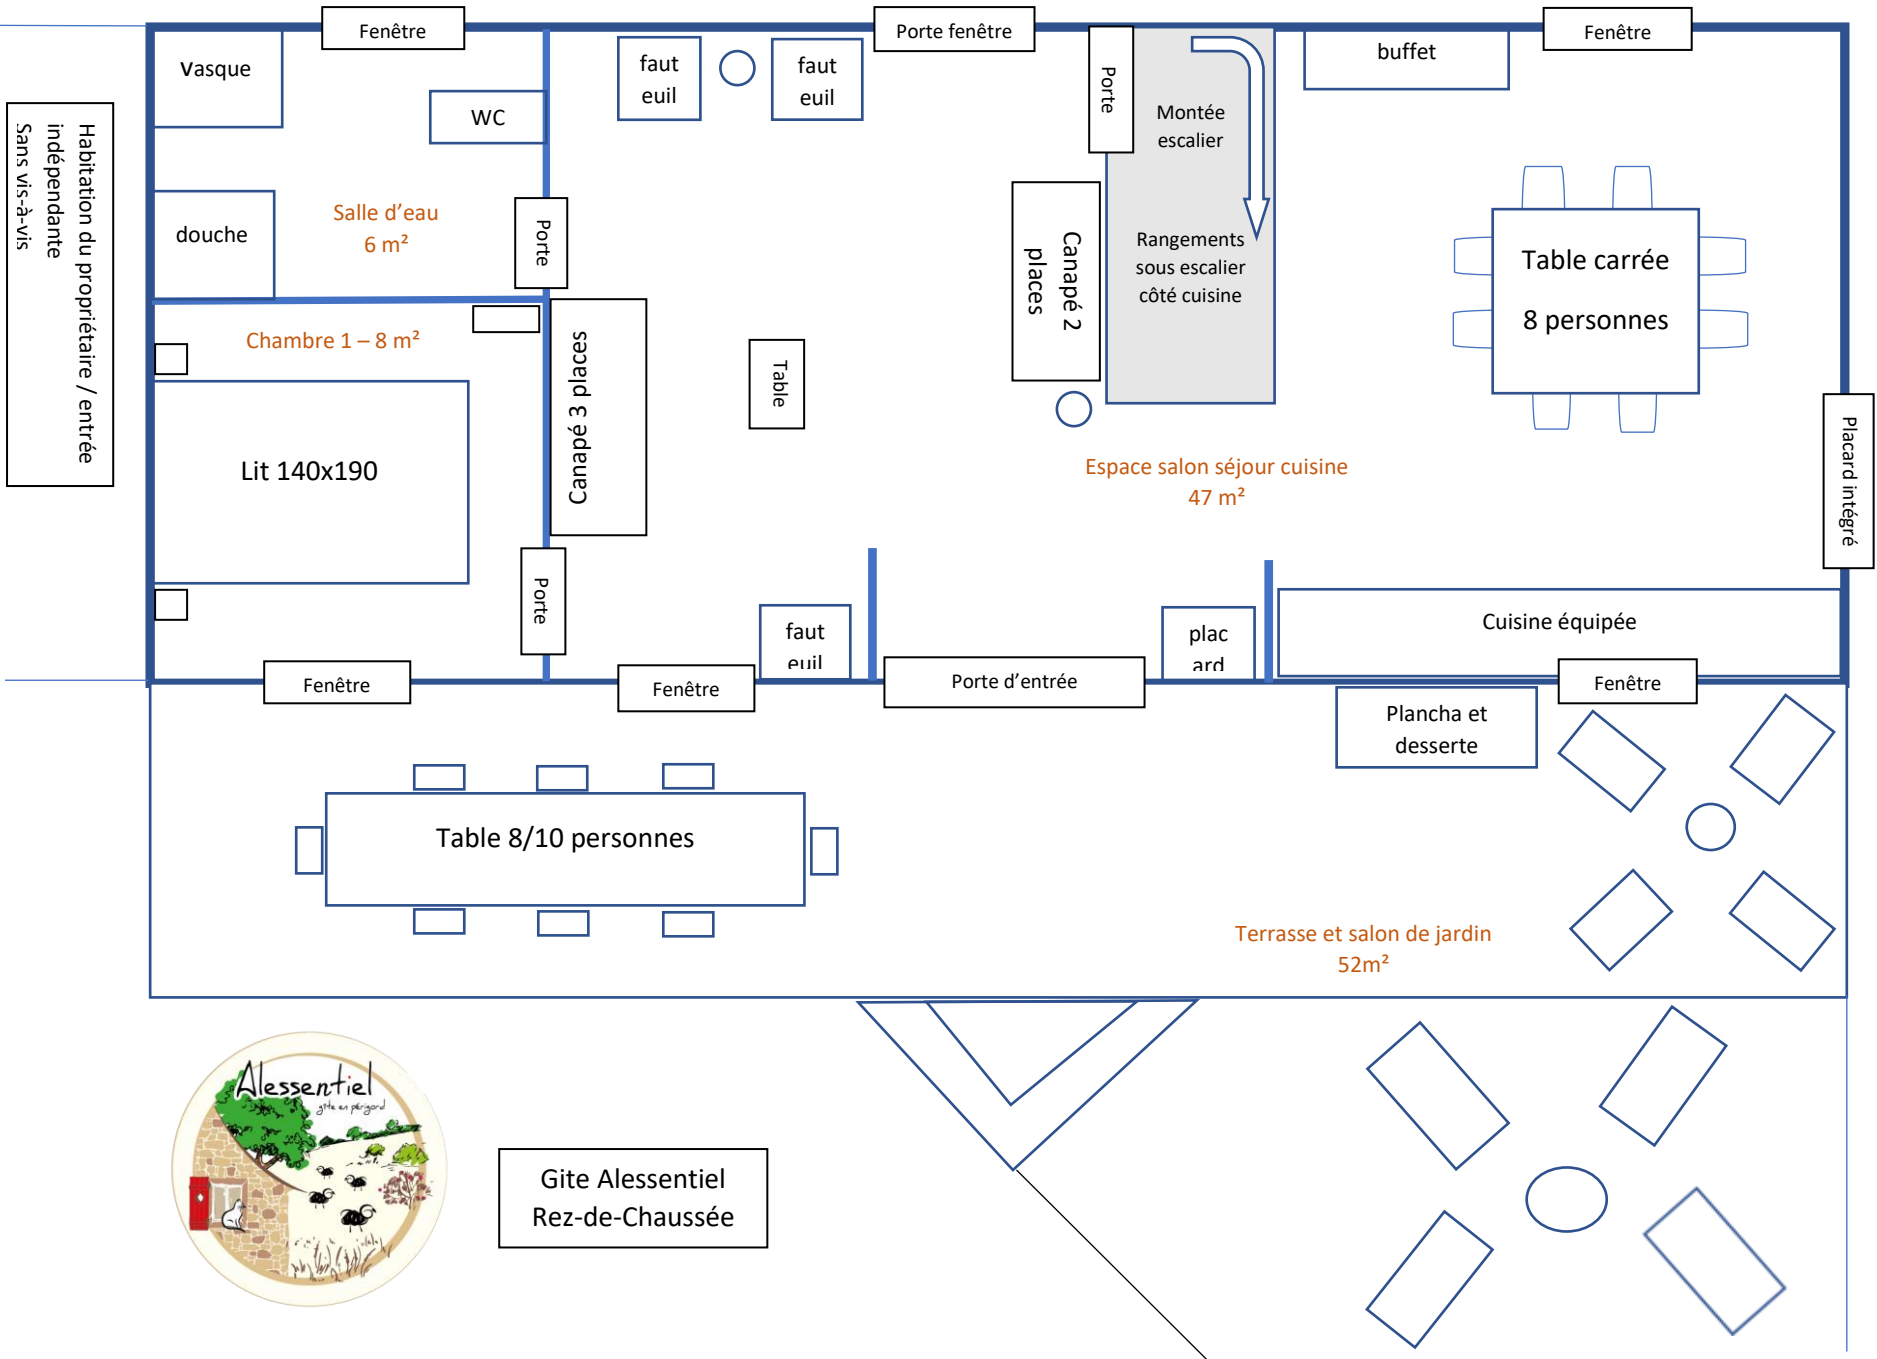 Fenêtre
Porte fenêtre
Fenêtre
Vasque
WC
faut
euil
faut
euil
Porte
Montée
escalier
buffet
Habitation du propriétaire / entrée
indépendante
Sans vis-à-vis
Salle d’eau
6 m²
douche
Porte
Canapé 2
places
Rangements
sous escalier
côté cuisine
Table carrée
8 personnes
Chambre 1 – 8 m²
Canapé 3 places
Table
Lit 140x190
Espace salon séjour cuisine
47 m²
Placard intégré
Porte
faut
euil
plac
ard
Cuisine équipée
Fenêtre
Fenêtre
Porte d’entrée
Fenêtre
Plancha et
desserte
Table 8/10 personnes
Terrasse et salon de jardin
52m²
Alessentiel
gîte en périgord
Gite Alessentiel
Rez-de-Chaussée